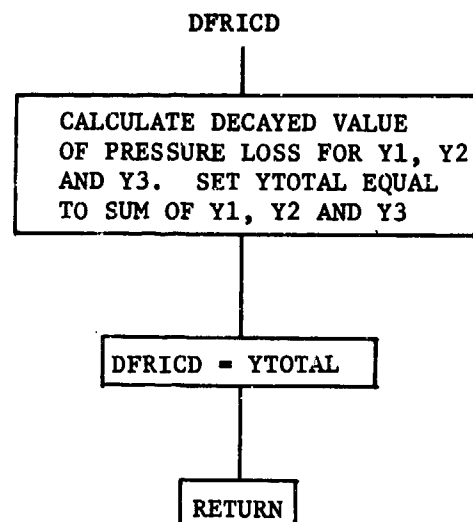 DFRICD
CALCULATE DECAYED VALUE
OF PRESSURE LOSS FOR Y1, Y2
AND Y3. SET YTOTAL EQUAL
TO SUM OF Y1, Y2 AND Y3
DFRICD = YTOTAL
RETURN